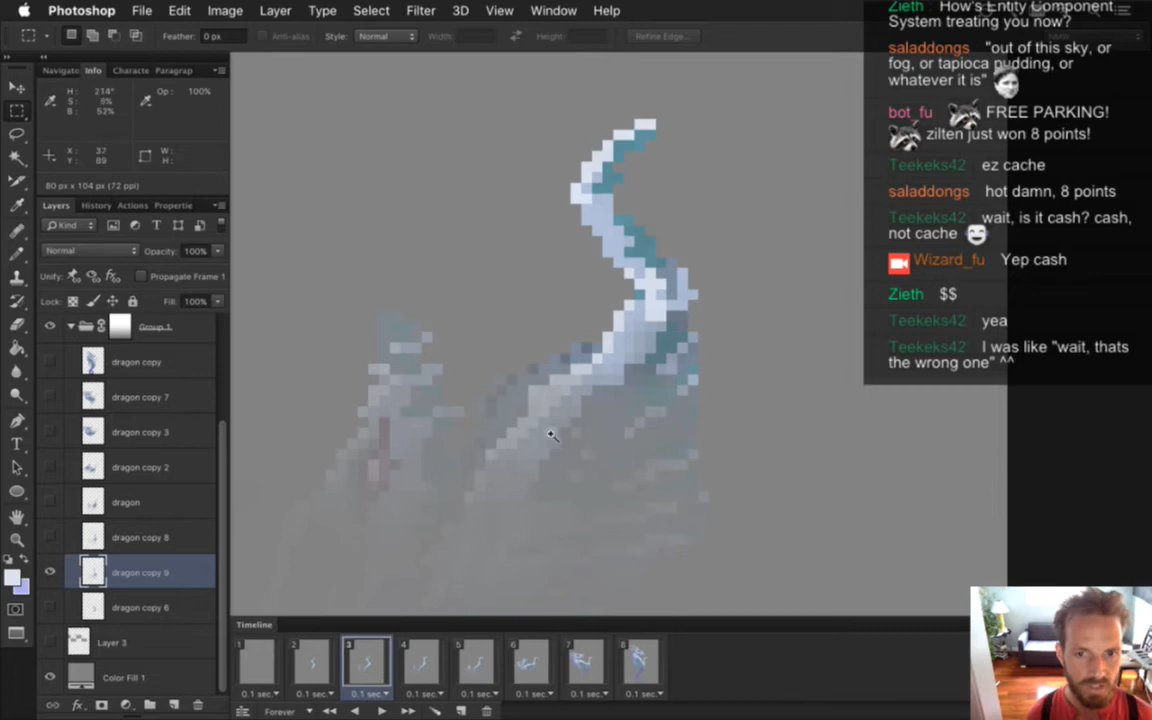 Photoshop File Edit Image Layer Type Select Filter 3D View Window Help
Feather: 0 px Anti-alias Style: Normal Width: Height: Refine Edge...
Navigato Info Characte Paragrap
H: 214° Op: 100%
S: 8%
B: 52%
X: 37 W:
Y: 89 H:
80 px x 104 px (72 ppi)
Layers History Actions Propertie
Kind
Normal Opacity: 100%
Unify: Propagate Frame 1
Lock: Fill: 100%
Group 1
dragon copy
dragon copy 7
dragon copy 3
dragon copy 2
dragon
dragon copy 8
dragon copy 9
dragon copy 6
Layer 3
Color Fill 1
Timeline
1 2 3 4 5 6 7 8
0.1 sec. 0.1 sec. 0.1 sec. 0.1 sec. 0.1 sec. 0.1 sec. 0.1 sec. 0.1 sec.
Forever
Zieth How's Entity Component
System treating you now?
saladdongs "out of this sky, or
fog, or tapioca pudding, or
whatever it is"
bot_fu FREE PARKING!
zilten just won 8 points!
Teekeks42 ez cache
saladdongs hot damn, 8 points
Teekeks42 wait, is it cash? cash,
not cache
Wizard_fu Yep cash
Zieth $$
Teekeks42 yea
Teekeks42 I was like "wait, thats
the wrong one" ^^